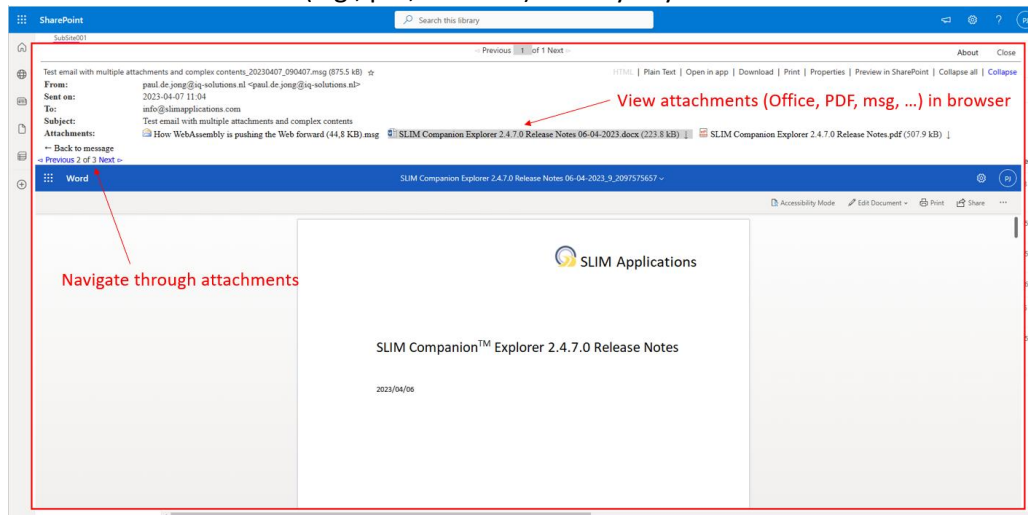 SharePoint
Search this library
SubSite001
Previous 1 of 1 Next
About Close
Test email with multiple attachments and complex contents_20230407_090407.msg (875.5 kB) ☆
HTML | Plain Text | Open in app | Download | Print | Properties | Preview in SharePoint | Collapse all | Collapse
From: paul.de.jong@iq-solutions.nl <paul.de.jong@iq-solutions.nl>
Sent on: 2023-04-07 11:04
To: info@slimapplications.com
View attachments (Office, PDF, msg, ...) in browser
Subject: Test email with multiple attachments and complex contents
Attachments: How WebAssembly is pushing the Web forward (44,8 KB).msg SLIM Companion Explorer 2.4.7.0 Release Notes 06-04-2023.docx (223.8 kB) ↓ SLIM Companion Explorer 2.4.7.0 Release Notes.pdf (507.9 kB) ↓
← Back to message
Previous 2 of 3 Next
Word
SLIM Companion Explorer 2.4.7.0 Release Notes 06-04-2023_9_2097575657
PJ
Accessibility Mode Edit Document Print Share ...
SLIM Applications
Navigate through attachments
SLIM Companion™ Explorer 2.4.7.0 Release Notes
2023/04/06